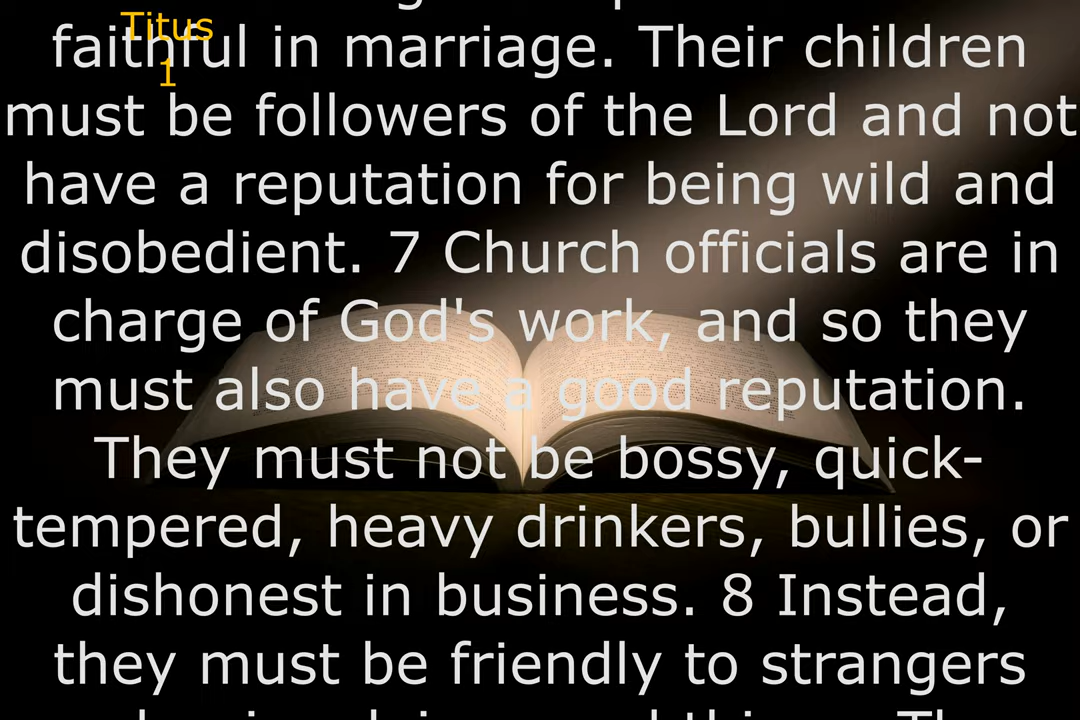 Titus
1
faithful in marriage. Their children
must be followers of the Lord and not
have a reputation for being wild and
disobedient. 7 Church officials are in
charge of God's work, and so they
must also have a good reputation.
They must not be bossy, quick-
tempered, heavy drinkers, bullies, or
dishonest in business. 8 Instead,
they must be friendly to strangers